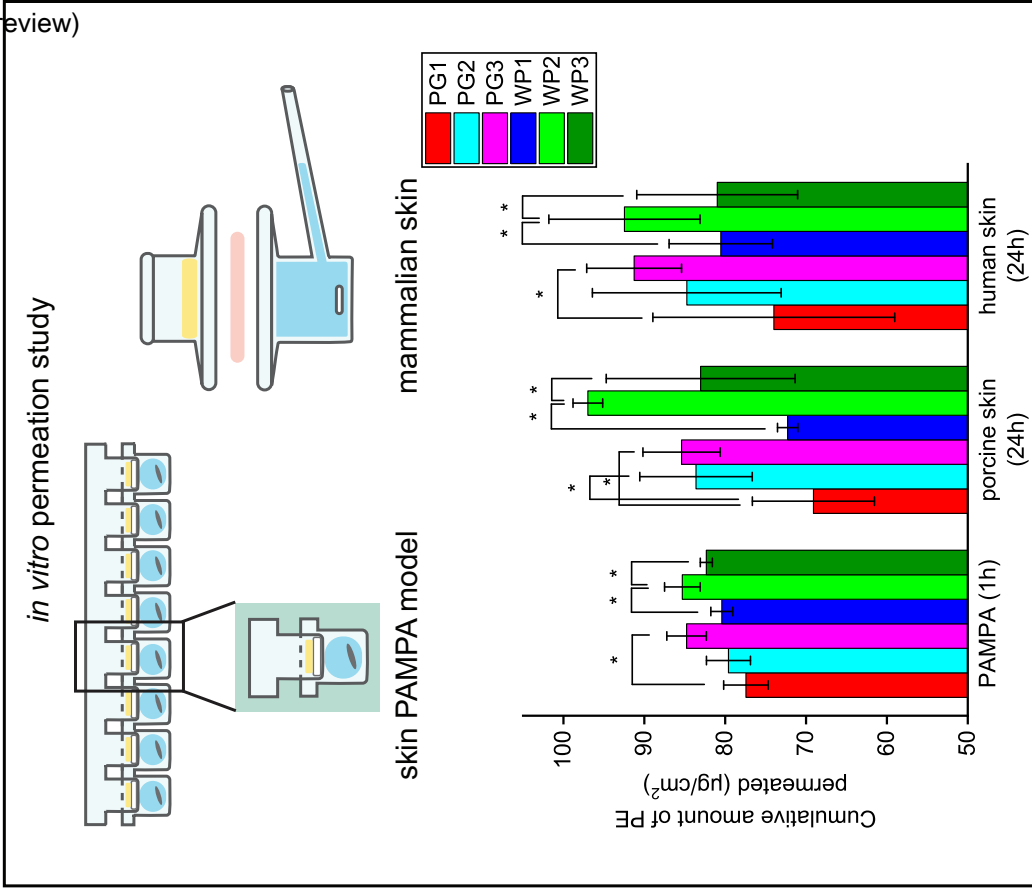 eview)
in vitro permeation study
skin PAMPA model
mammalian skin
PG1
PG2
PG3
WP1
WP2
WP3
Cumulative amount of PE
permeated (µg/cm²)
100
90
80
70
60
50
* * *
* * * *
* * *
PAMPA (1h)
porcine skin
(24h)
human skin
(24h)